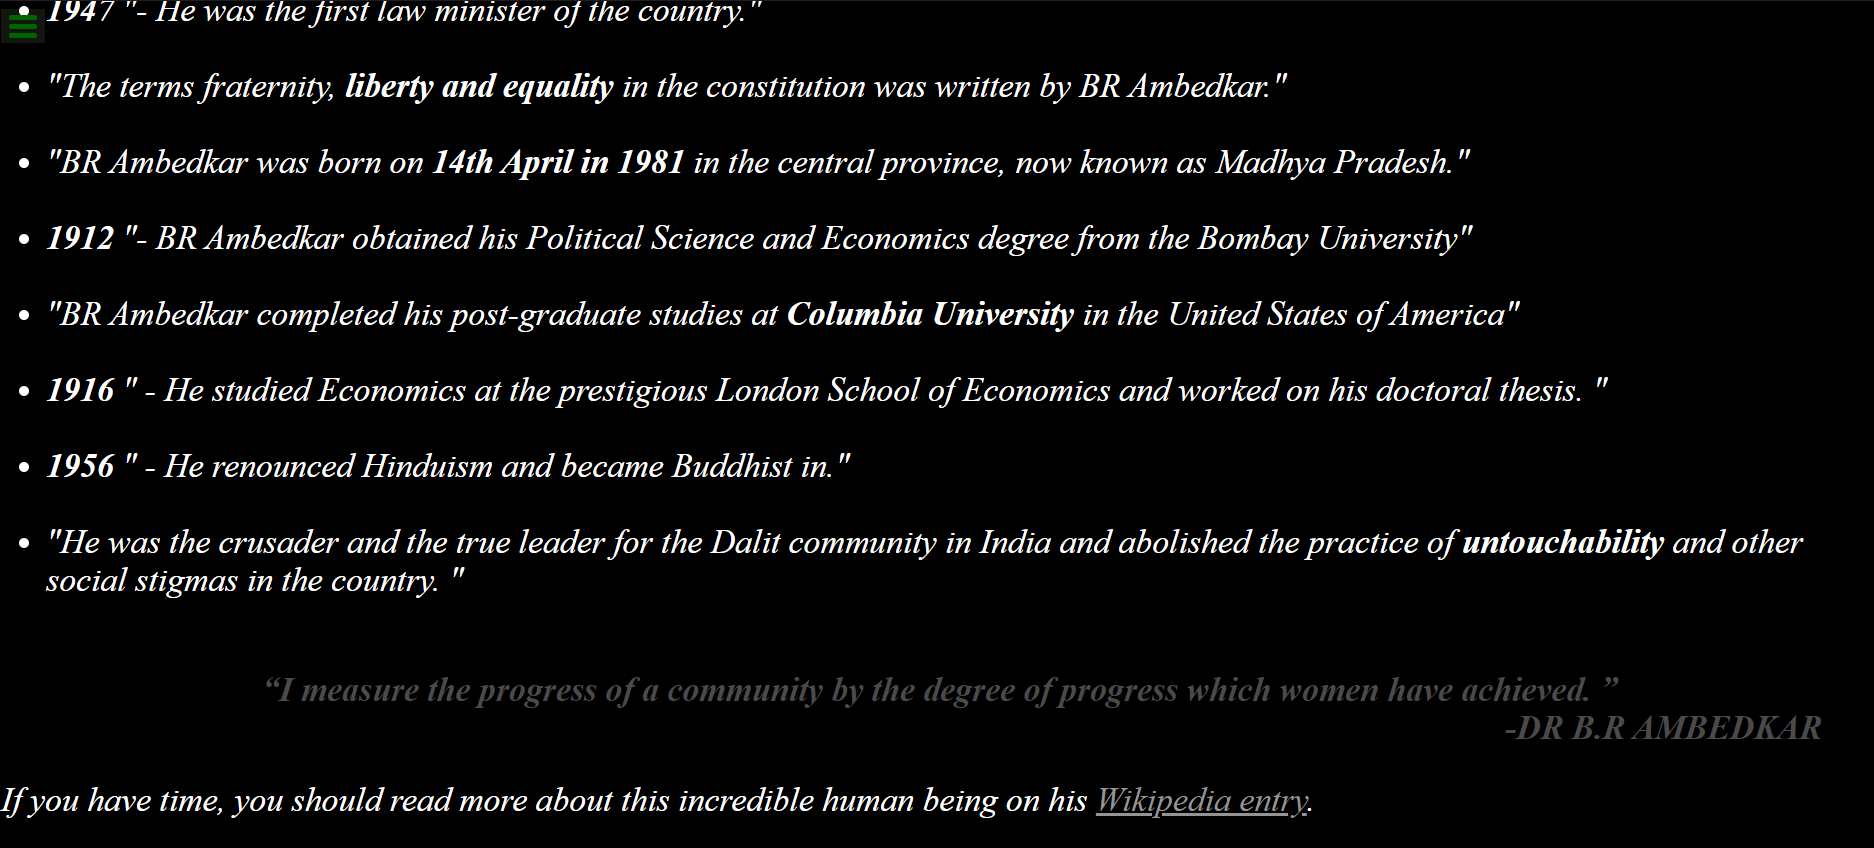 1947 "- He was the first law minister of the country."
"The terms fraternity, liberty and equality in the constitution was written by BR Ambedkar."
"BR Ambedkar was born on 14th April in 1981 in the central province, now known as Madhya Pradesh."
1912 "- BR Ambedkar obtained his Political Science and Economics degree from the Bombay University"
"BR Ambedkar completed his post-graduate studies at Columbia University in the United States of America"
1916 " - He studied Economics at the prestigious London School of Economics and worked on his doctoral thesis. "
1956 " - He renounced Hinduism and became Buddhist in."
"He was the crusader and the true leader for the Dalit community in India and abolished the practice of untouchability and other
social stigmas in the country. "
“I measure the progress of a community by the degree of progress which women have achieved. ”
-DR B.R AMBEDKAR
If you have time, you should read more about this incredible human being on his Wikipedia entry.